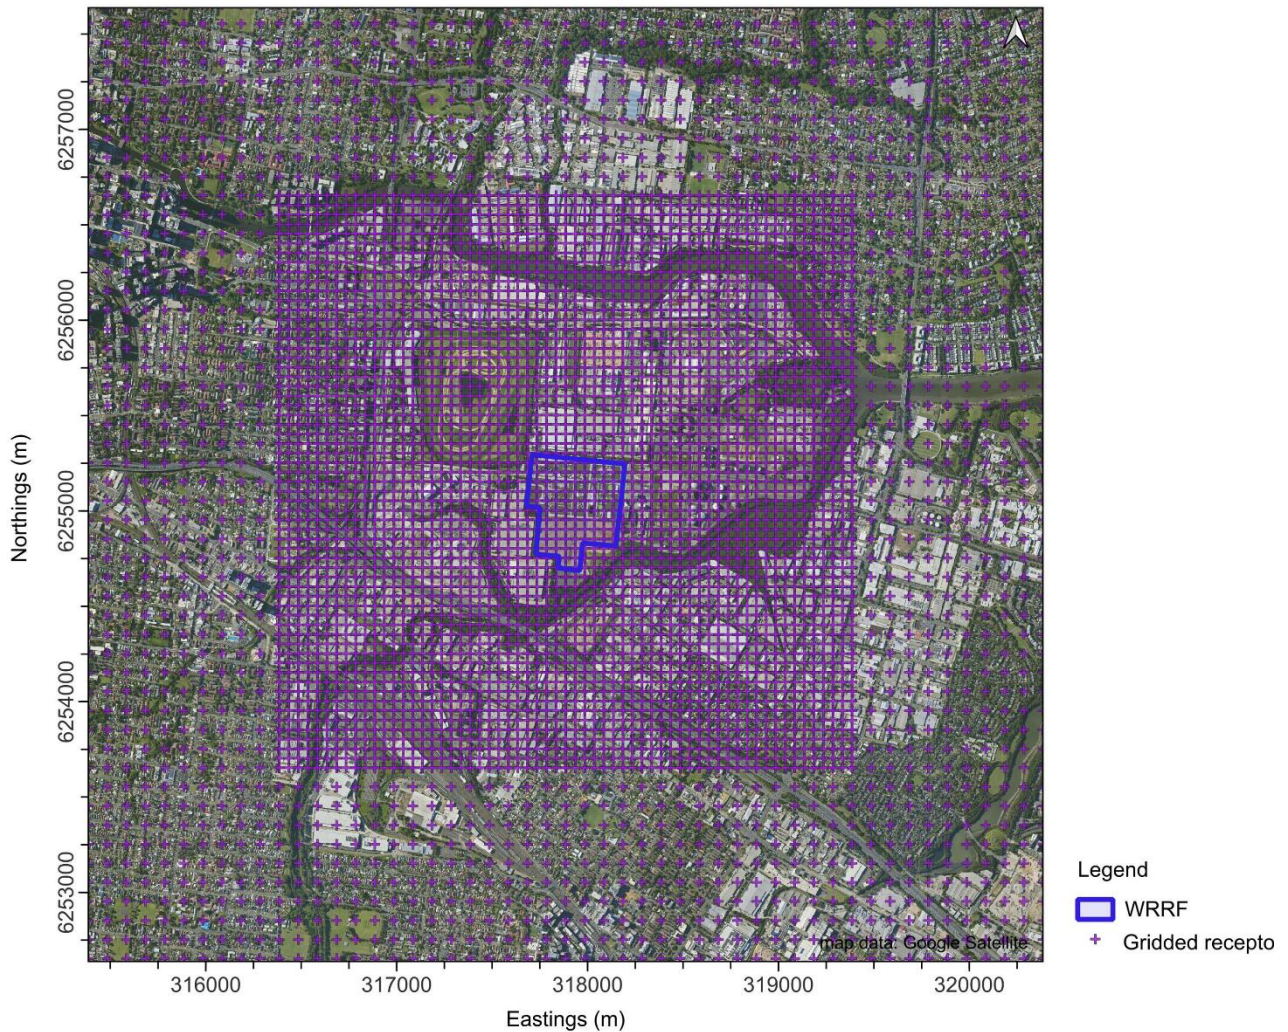 6257000
6256000
6255000
6254000
6253000
Northings (m)
316000
317000
318000
319000
320000
Eastings (m)
map data: Google Satellite
Legend
WRRF
Gridded recepto